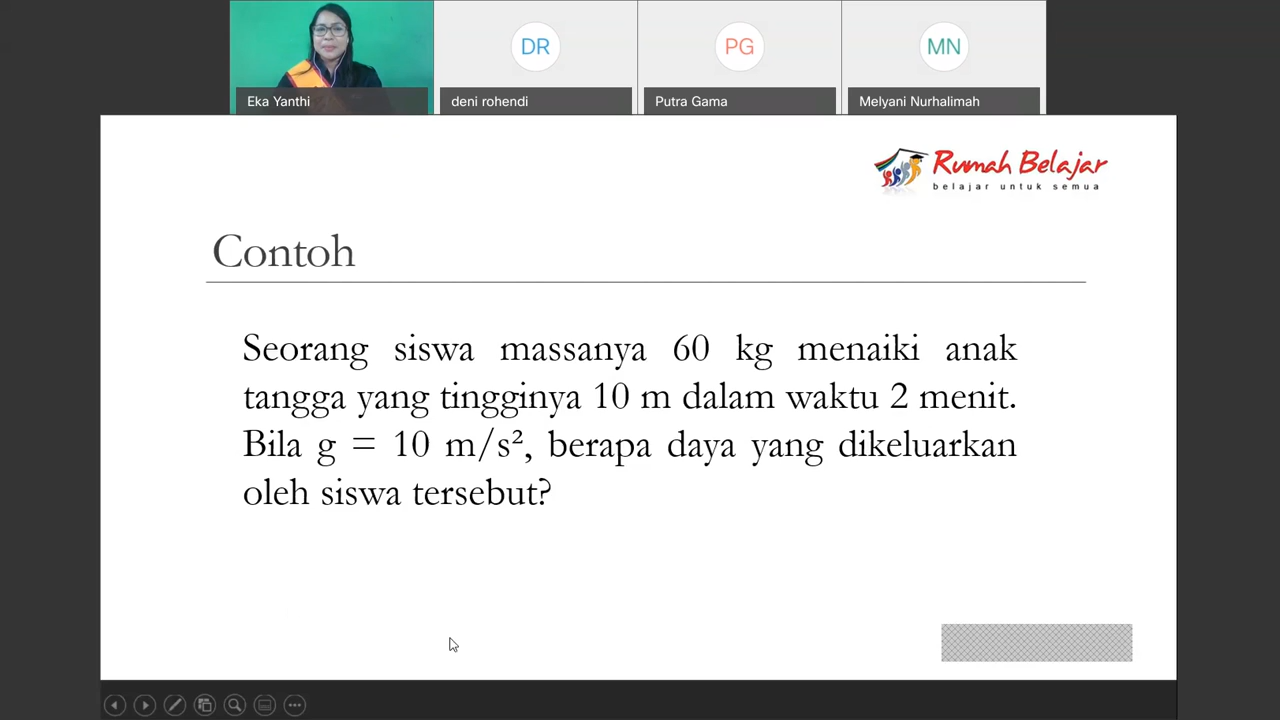 DR
PG
MN
Eka Yanthi
deni rohendi
Putra Gama
Melyani Nurhalimah
Rumah Belajar
belajar untuk semua
Contoh
Seorang siswa massanya 60 kg menaiki anak
tangga yang tingginya 10 m dalam waktu 2 menit.
Bila g = 10 m/s², berapa daya yang dikeluarkan
oleh siswa tersebut?